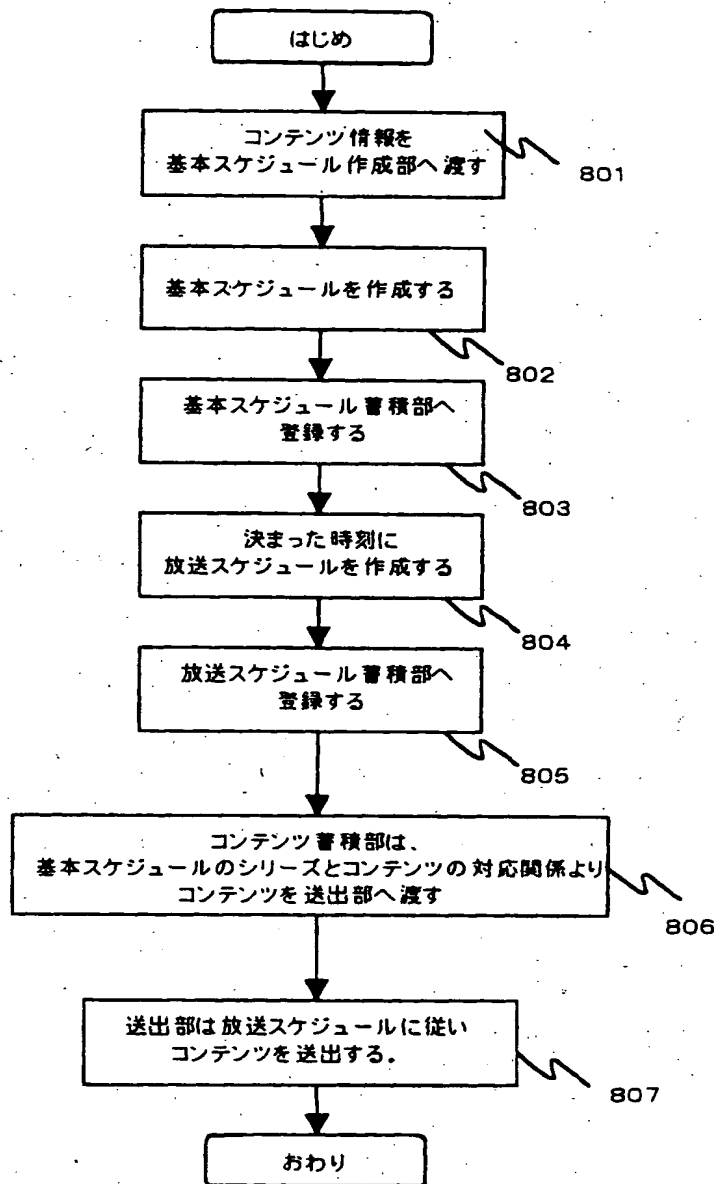 はじめ
コンテンツ情報を
基本スケジュール作成部へ渡す
801
基本スケジュールを作成する
802
基本スケジュール蓄積部へ
登録する
803
決まった時刻に
放送スケジュールを作成する
804
放送スケジュール蓄積部へ
登録する
805
コンテンツ蓄積部は、
基本スケジュールのシリーズとコンテンツの対応関係より
コンテンツを送出部へ渡す
806
送出部は放送スケジュールに従い
コンテンツを送出する。
807
おわり